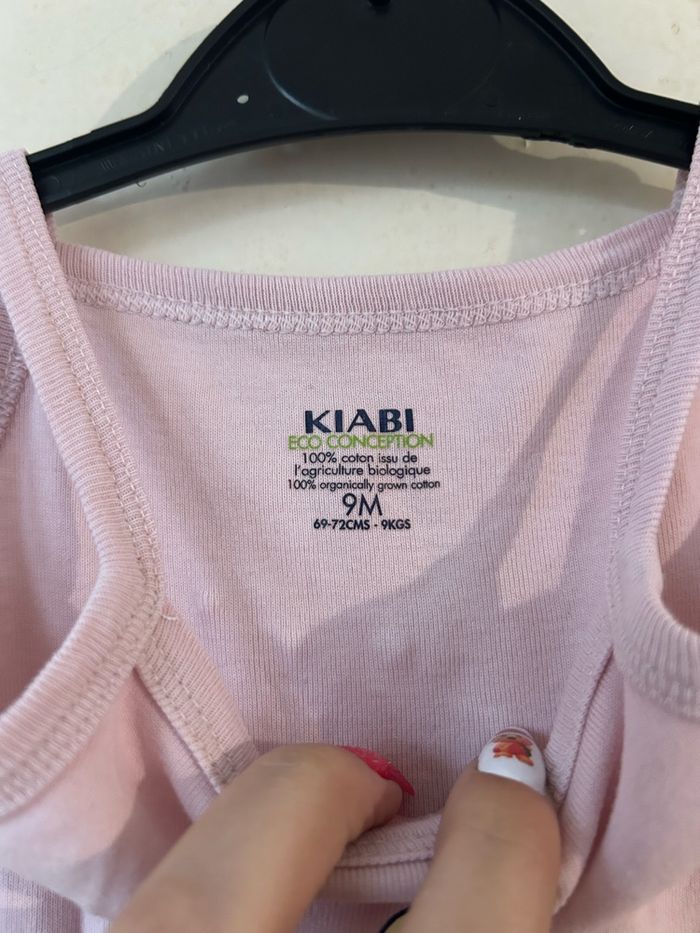 KIABI
ECO CONCEPTION
100% coton issu de
l'agriculture biologique
100% organically grown cotton
9M
69-72CMS - 9KGS